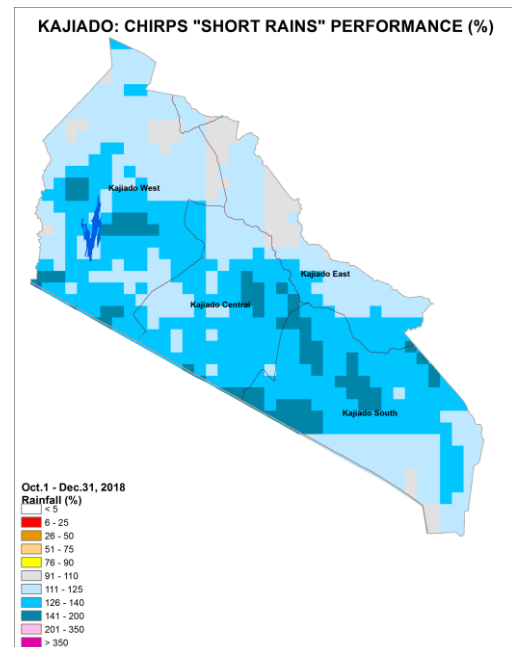 KAJIADO: CHIRPS "SHORT RAINS" PERFORMANCE (%)
Kajiado West
Kajiado East
Kajiado Central
Kajiado South
Oct.1 - Dec.31, 2018
Rainfall (%)
< 5
6 - 25
26 - 50
51 - 75
76 - 90
91 - 110
111 - 125
126 - 140
141 - 200
201 - 350
> 350